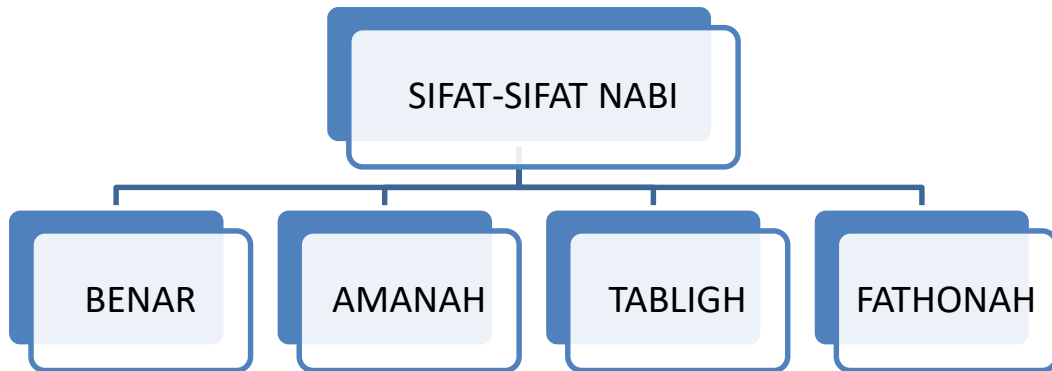 SIFAT-SIFAT NABI
BENAR
AMANAH
TABLIGH
FATHONAH